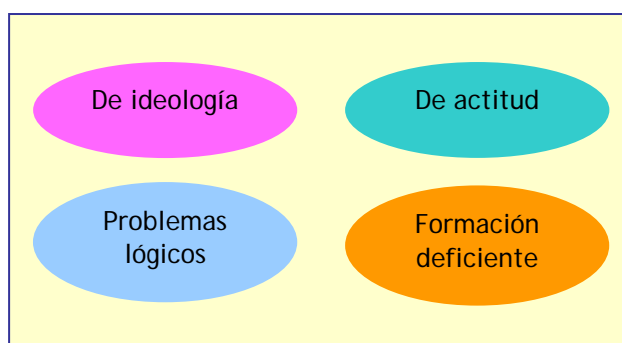 De ideología
De actitud
Problemas
lógicos
Formación
deficiente